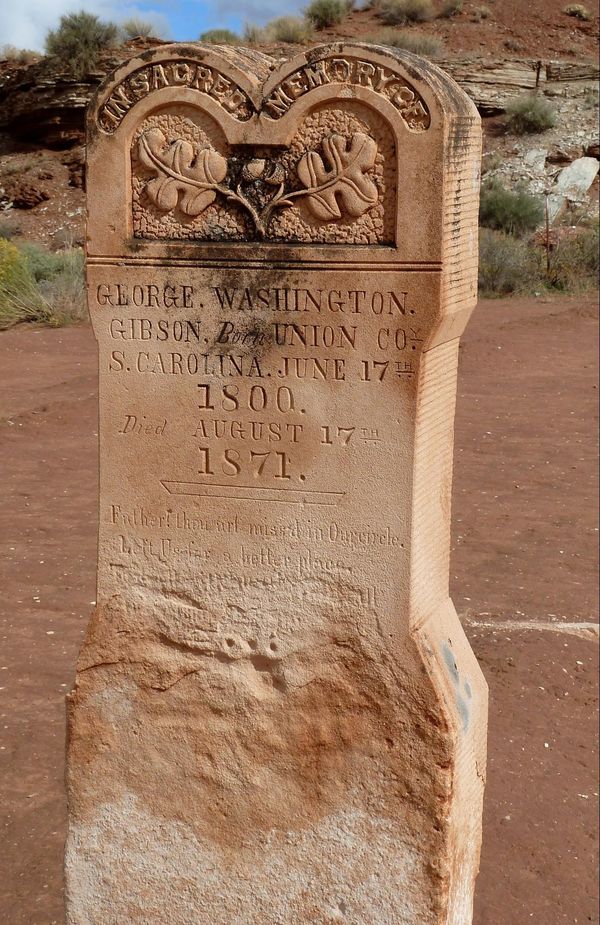 IN SACRED MEMORY OF
GEORGE. WASHINGTON.
GIBSON. Born UNION CO.Y
S. CAROLINA. JUNE 17TH
1800.
Died AUGUST 17TH
1871.
Father! thou art miss'd in Our circle.
Left Us for a better place.